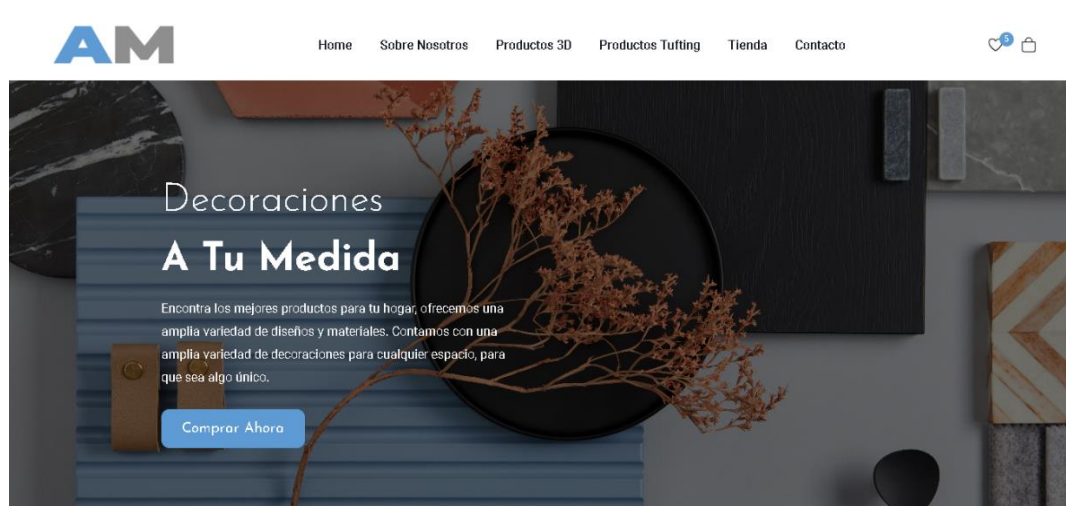 AM
Home Sobre Nosotros Productos 3D Productos Tufting Tienda Contacto
5
Decoraciones
A Tu Medida
Encontra los mejores productos para tu hogar, ofrecemos una
amplia variedad de diseños y materiales. Contamos con una
amplia variedad de decoraciones para cualquier espacio, para
que sea algo único.
Comprar Ahora